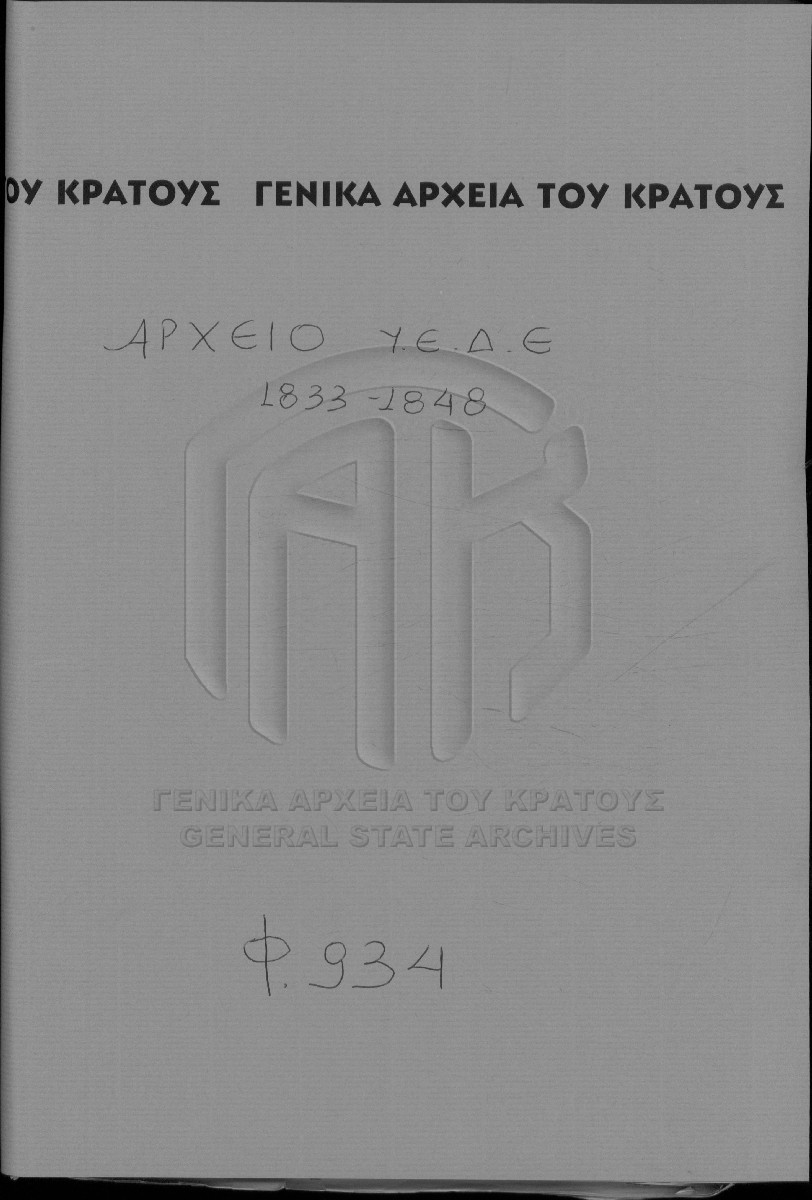 ΟΥ ΚΡΑΤΟΥΣ ΓΕΝΙΚΑ ΑΡΧΕΙΑ ΤΟΥ ΚΡΑΤΟΥΣ
ΑΡΧΕΙΟ Υ.Ε.Δ.Ε
1833-1848
ΓΑΚ
ΓΕΝΙΚΑ ΑΡΧΕΙΑ ΤΟΥ ΚΡΑΤΟΥΣ
GENERAL STATE ARCHIVES
Φ. 934